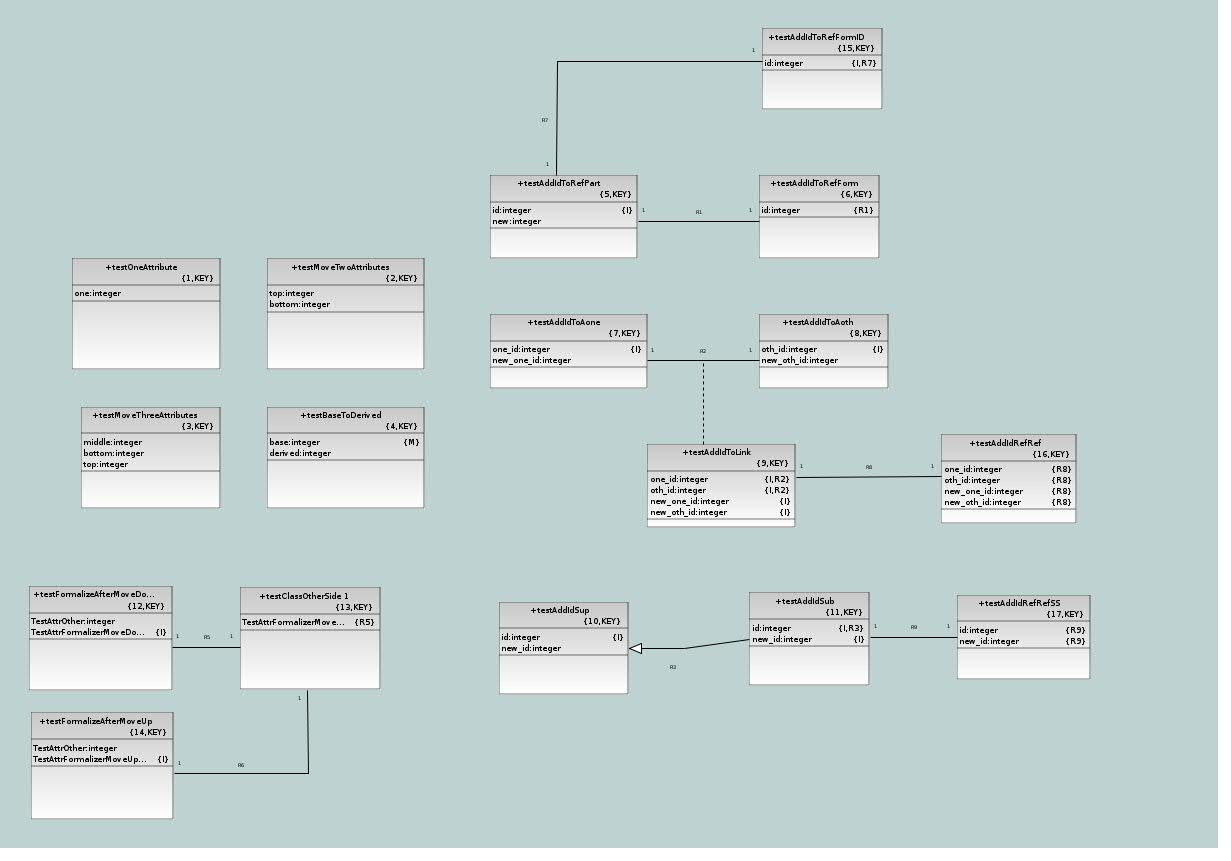 +testAddIdToRefFormID
{15,KEY}
id:integer {I,R7}
1
R7
1
+testAddIdToRefPart
{5,KEY}
id:integer {I}
new:integer
1
R1
1
+testAddIdToRefForm
{6,KEY}
id:integer {R1}
+testOneAttribute
{1,KEY}
one:integer
+testMoveTwoAttributes
{2,KEY}
top:integer
bottom:integer
+testAddIdToAone
{7,KEY}
one_id:integer {I}
new_one_id:integer
1
R2
1
+testAddIdToAoth
{8,KEY}
oth_id:integer {I}
new_oth_id:integer
+testMoveThreeAttributes
{3,KEY}
middle:integer
bottom:integer
top:integer
+testBaseToDerived
{4,KEY}
base:integer {M}
derived:integer
+testAddIdToLink
{9,KEY}
one_id:integer {I,R2}
oth_id:integer {I,R2}
new_one_id:integer {I}
new_oth_id:integer {I}
1
R8
1
+testAddIdRefRef
{16,KEY}
one_id:integer {R8}
oth_id:integer {R8}
new_one_id:integer {R8}
new_oth_id:integer {R8}
+testFormalizeAfterMoveDo...
{12,KEY}
TestAttrOther:integer
TestAttrFormalizerMoveDo... {I}
1
R5
1
+testClassOtherSide 1
{13,KEY}
TestAttrFormalizerMove... {R5}
1
+testAddIdSup
{10,KEY}
id:integer {I}
new_id:integer
R3
+testAddIdSub
{11,KEY}
id:integer {I,R3}
new_id:integer {I}
1
R9
1
+testAddIdRefRefSS
{17,KEY}
id:integer {R9}
new_id:integer {R9}
+testFormalizeAfterMoveUp
{14,KEY}
TestAttrOther:integer
TestAttrFormalizerMoveUp... {I}
1
R6